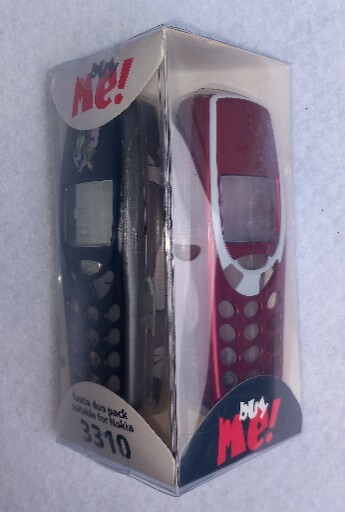 buy
Me!
fascia duo pack
suitable for Nokia
3310
buy
Me!